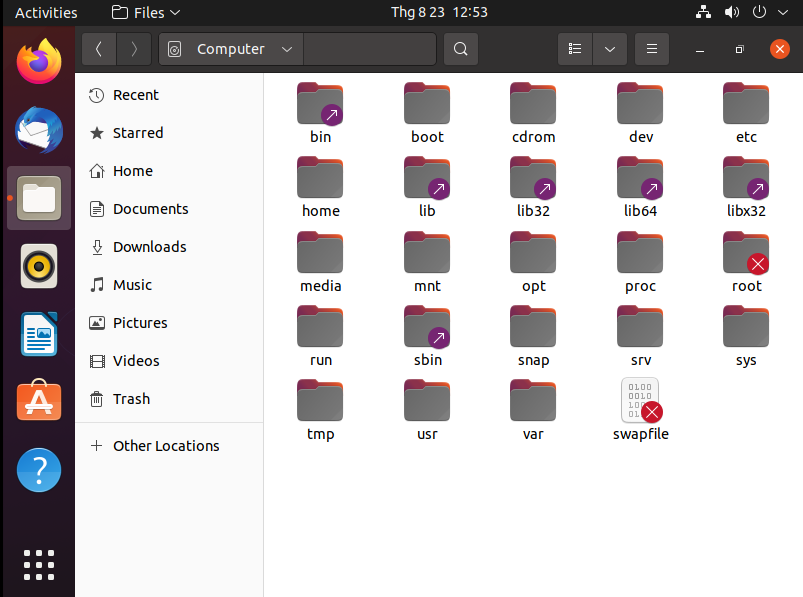 Activities Files Thg 8 23 12:53
Computer
Recent
Starred
Home
Documents
Downloads
Music
Pictures
Videos
Trash
Other Locations
bin boot cdrom dev etc
home lib lib32 lib64 libx32
media mnt opt proc root
run sbin snap srv sys
0100
0010
tmp usr var swapfile